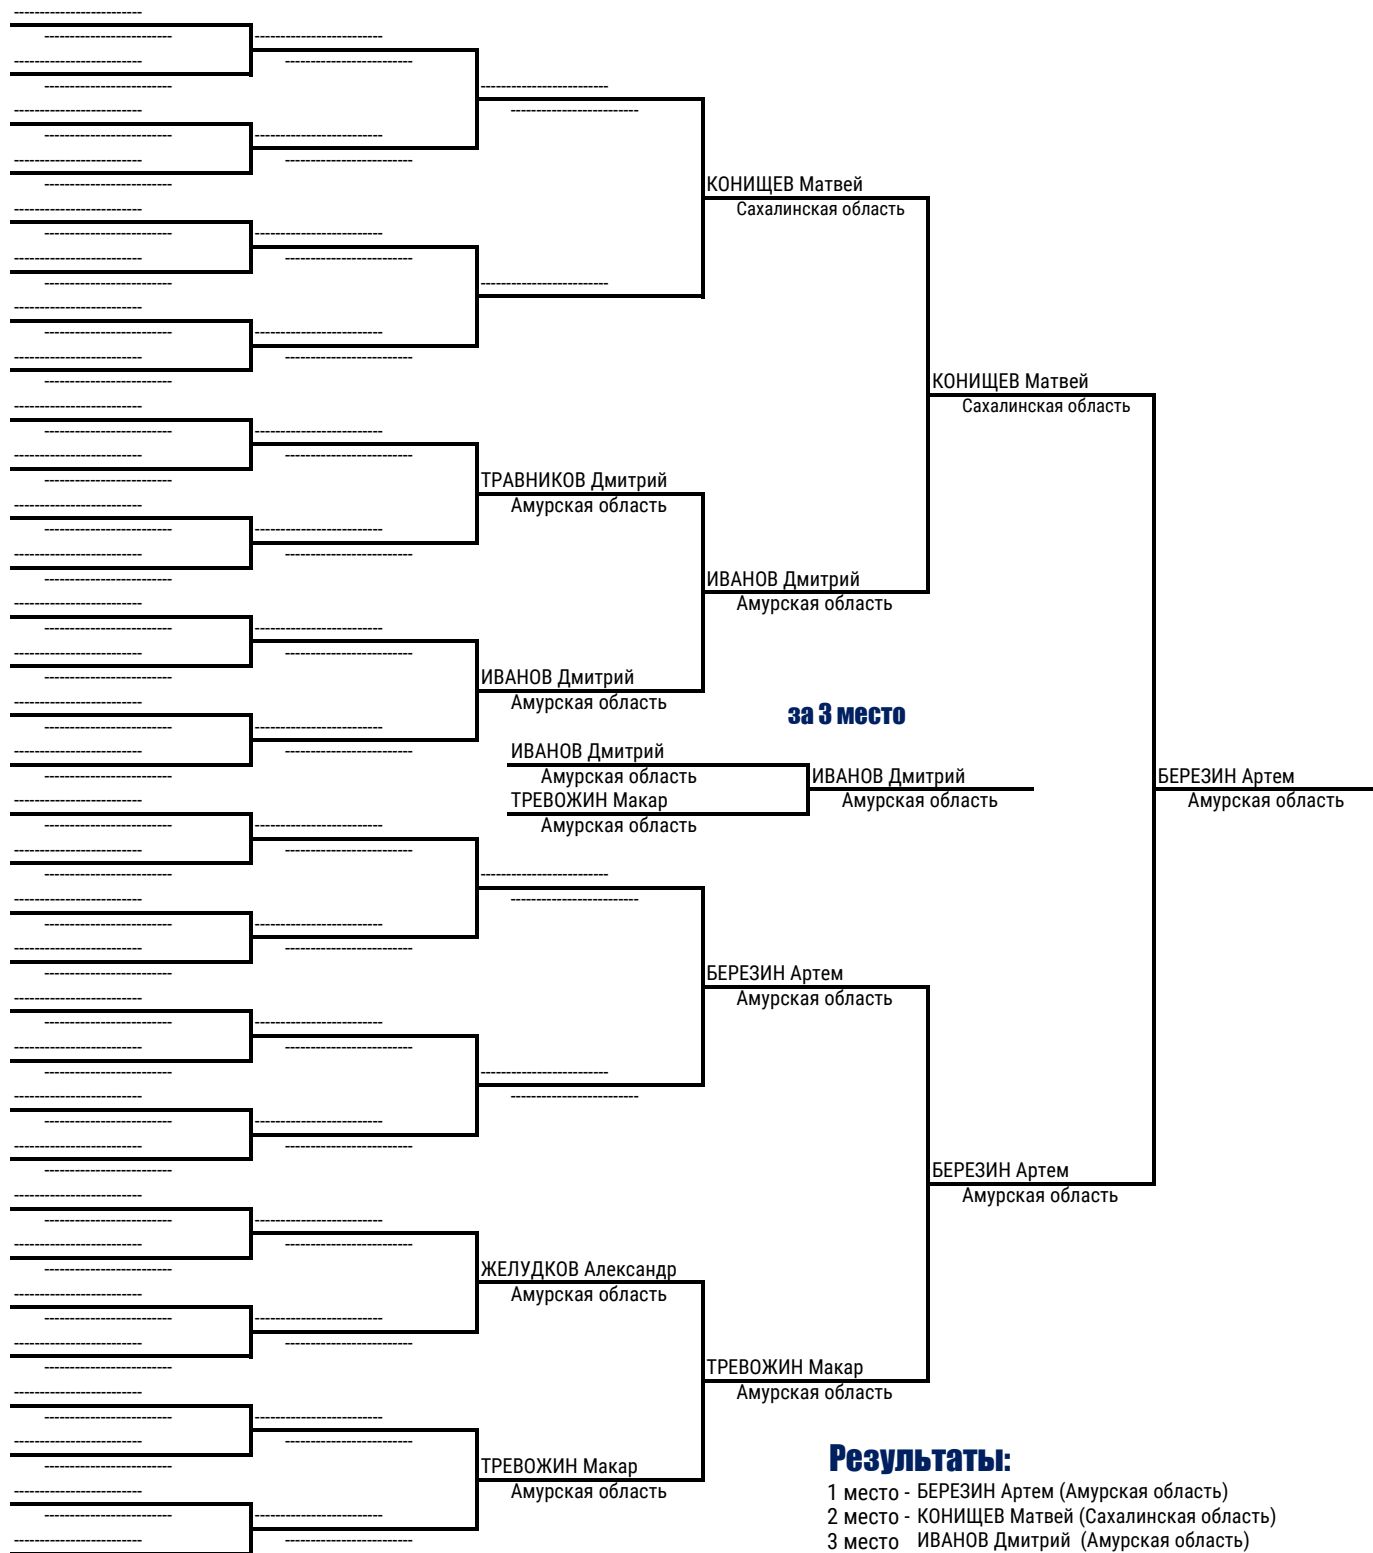 КОНИЩЕВ Матвей
Сахалинская область
КОНИЩЕВ Матвей
Сахалинская область
ТРАВНИКОВ Дмитрий
Амурская область
ИВАНОВ Дмитрий
Амурская область
ИВАНОВ Дмитрий
Амурская область
за 3 место
ИВАНОВ Дмитрий
Амурская область
ТРЕВОЖИН Макар
Амурская область
ИВАНОВ Дмитрий
Амурская область
БЕРЕЗИН Артем
Амурская область
БЕРЕЗИН Артем
Амурская область
БЕРЕЗИН Артем
Амурская область
ЖЕЛУДКОВ Александр
Амурская область
ТРЕВОЖИН Макар
Амурская область
ТРЕВОЖИН Макар
Амурская область
Результаты:
1 место - БЕРЕЗИН Артем (Амурская область)
2 место - КОНИЩЕВ Матвей (Сахалинская область)
3 место ИВАНОВ Дмитрий (Амурская область)